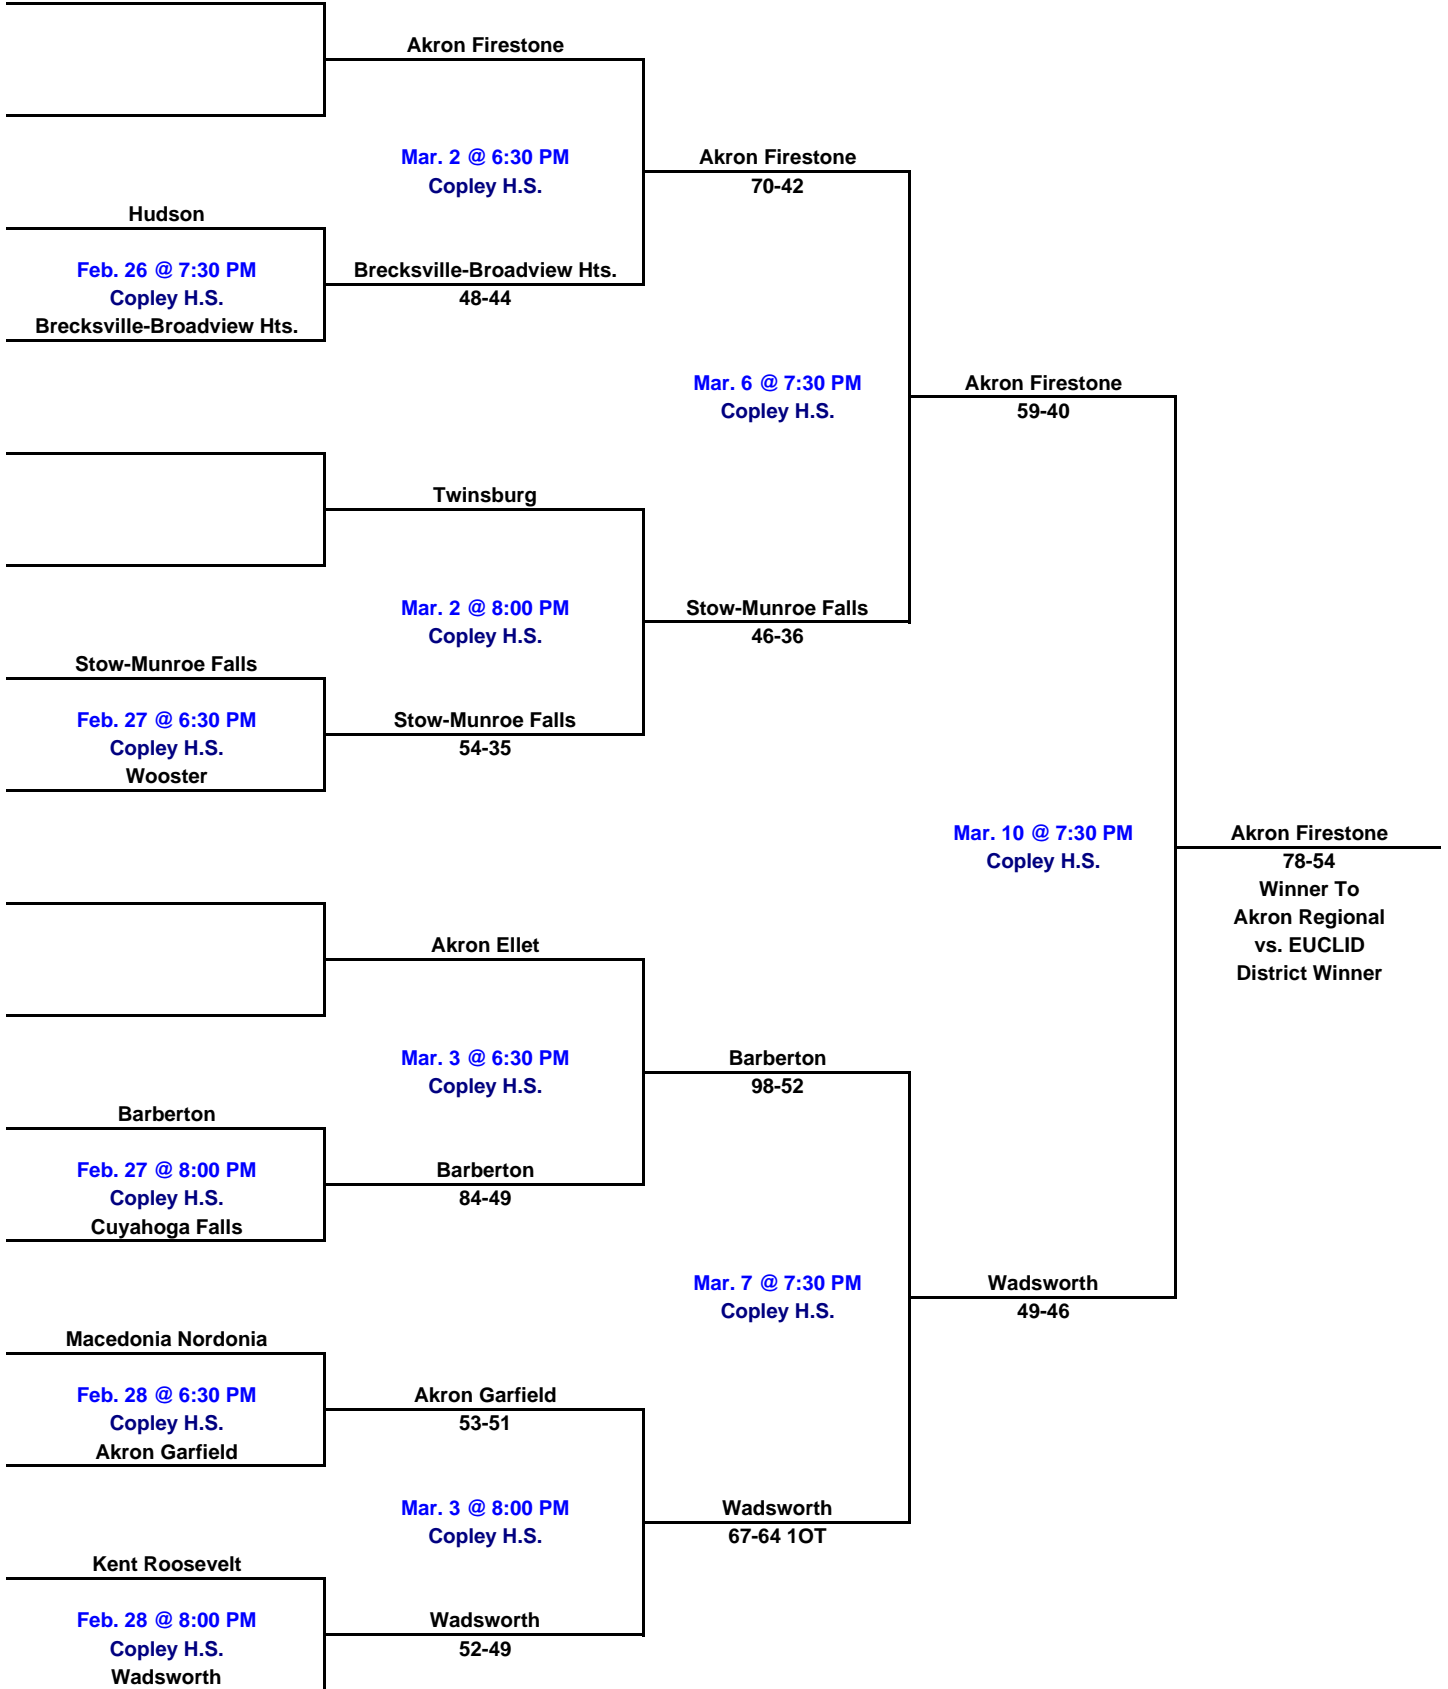 Akron Firestone
Mar. 2 @ 6:30 PM
Copley H.S.
Akron Firestone
70-42
Hudson
Feb. 26 @ 7:30 PM
Copley H.S.
Brecksville-Broadview Hts.
Brecksville-Broadview Hts.
48-44
Mar. 6 @ 7:30 PM
Copley H.S.
Akron Firestone
59-40
Twinsburg
Mar. 2 @ 8:00 PM
Copley H.S.
Stow-Munroe Falls
46-36
Stow-Munroe Falls
Feb. 27 @ 6:30 PM
Copley H.S.
Wooster
Stow-Munroe Falls
54-35
Mar. 10 @ 7:30 PM
Copley H.S.
Akron Firestone
78-54
Winner To
Akron Regional
vs. EUCLID
District Winner
Akron Ellet
Mar. 3 @ 6:30 PM
Copley H.S.
Barberton
98-52
Barberton
Feb. 27 @ 8:00 PM
Copley H.S.
Cuyahoga Falls
Barberton
84-49
Mar. 7 @ 7:30 PM
Copley H.S.
Wadsworth
49-46
Macedonia Nordonia
Feb. 28 @ 6:30 PM
Copley H.S.
Akron Garfield
Akron Garfield
53-51
Mar. 3 @ 8:00 PM
Copley H.S.
Wadsworth
67-64 1OT
Kent Roosevelt
Feb. 28 @ 8:00 PM
Copley H.S.
Wadsworth
Wadsworth
52-49